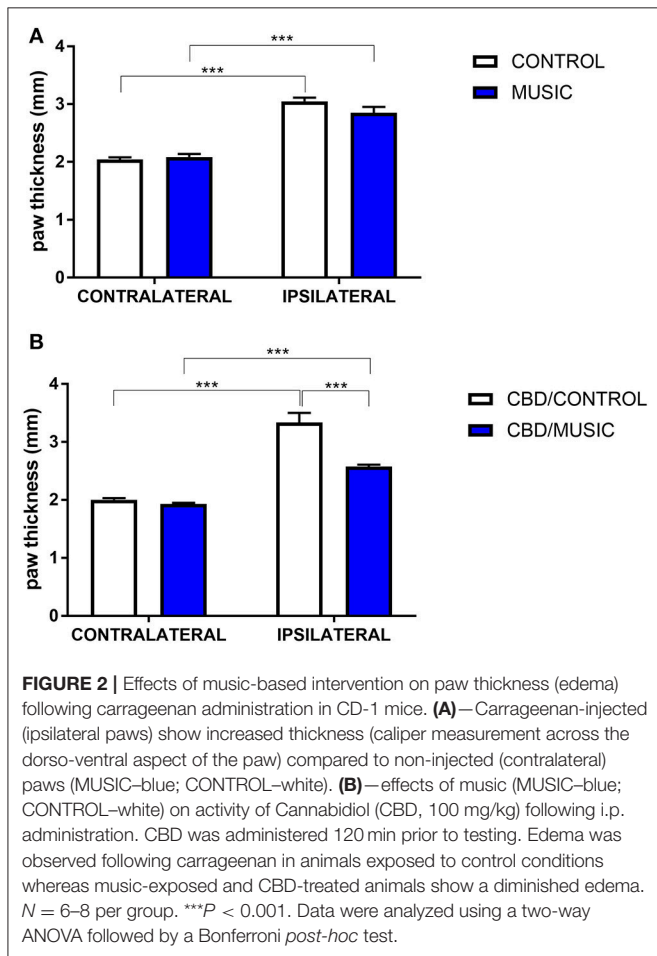 A
***
***
CONTROL
MUSIC
paw thickness (mm)
4
3
2
1
0
CONTRALATERAL
IPSILATERAL
B
***
***
***
CBD/CONTROL
CBD/MUSIC
paw thickness (mm)
4
3
2
1
0
CONTRALATERAL
IPSILATERAL
FIGURE 2 | Effects of music-based intervention on paw thickness (edema)
following carrageenan administration in CD-1 mice. (A)—Carrageenan-injected
(ipsilateral paws) show increased thickness (caliper measurement across the
dorso-ventral aspect of the paw) compared to non-injected (contralateral)
paws (MUSIC–blue; CONTROL–white). (B)—effects of music (MUSIC–blue;
CONTROL–white) on activity of Cannabidiol (CBD, 100 mg/kg) following i.p.
administration. CBD was administered 120 min prior to testing. Edema was
observed following carrageenan in animals exposed to control conditions
whereas music-exposed and CBD-treated animals show a diminished edema.
N = 6–8 per group. ***P < 0.001. Data were analyzed using a two-way
ANOVA followed by a Bonferroni post-hoc test.